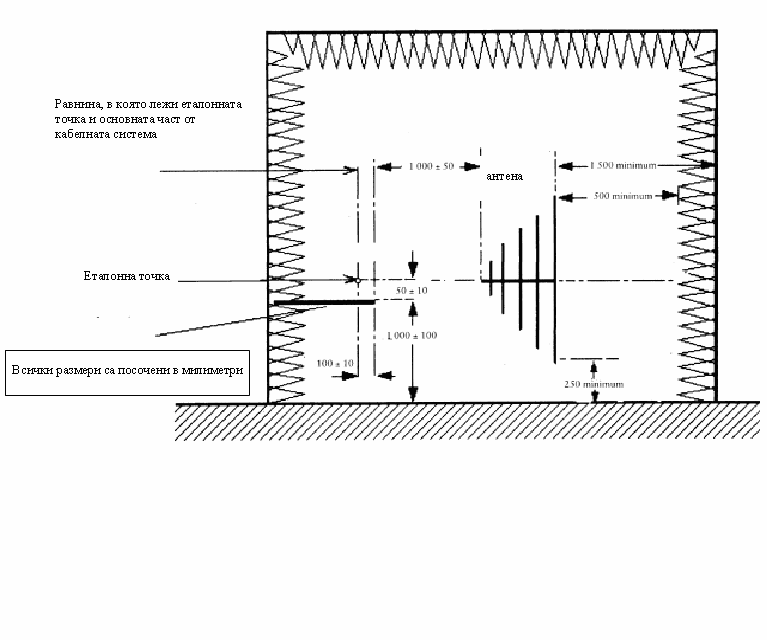 Равнина, в която лежи еталонната
точка и основната част от
кабелната система
1 000 ± 50
антена
1 500 minimum
500 minimum
Еталонна точка
50 ± 10
1,000 ± 100
100 ± 10
Всички размери са посочени в милиметри
250 minimum